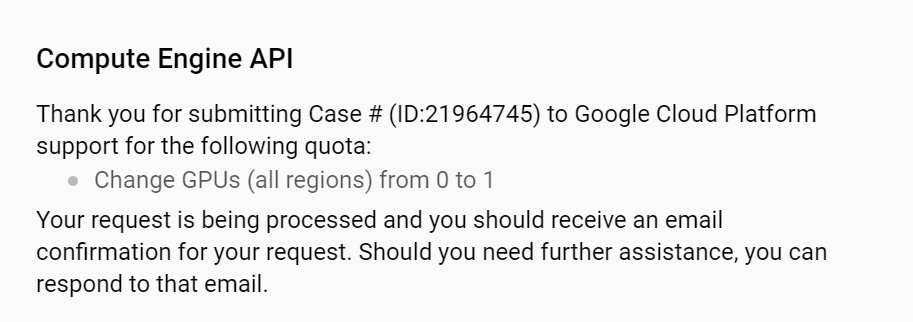 Compute Engine API
Thank you for submitting Case # (ID:21964745) to Google Cloud Platform
support for the following quota:
• Change GPUs (all regions) from 0 to 1
Your request is being processed and you should receive an email
confirmation for your request. Should you need further assistance, you can
respond to that email.